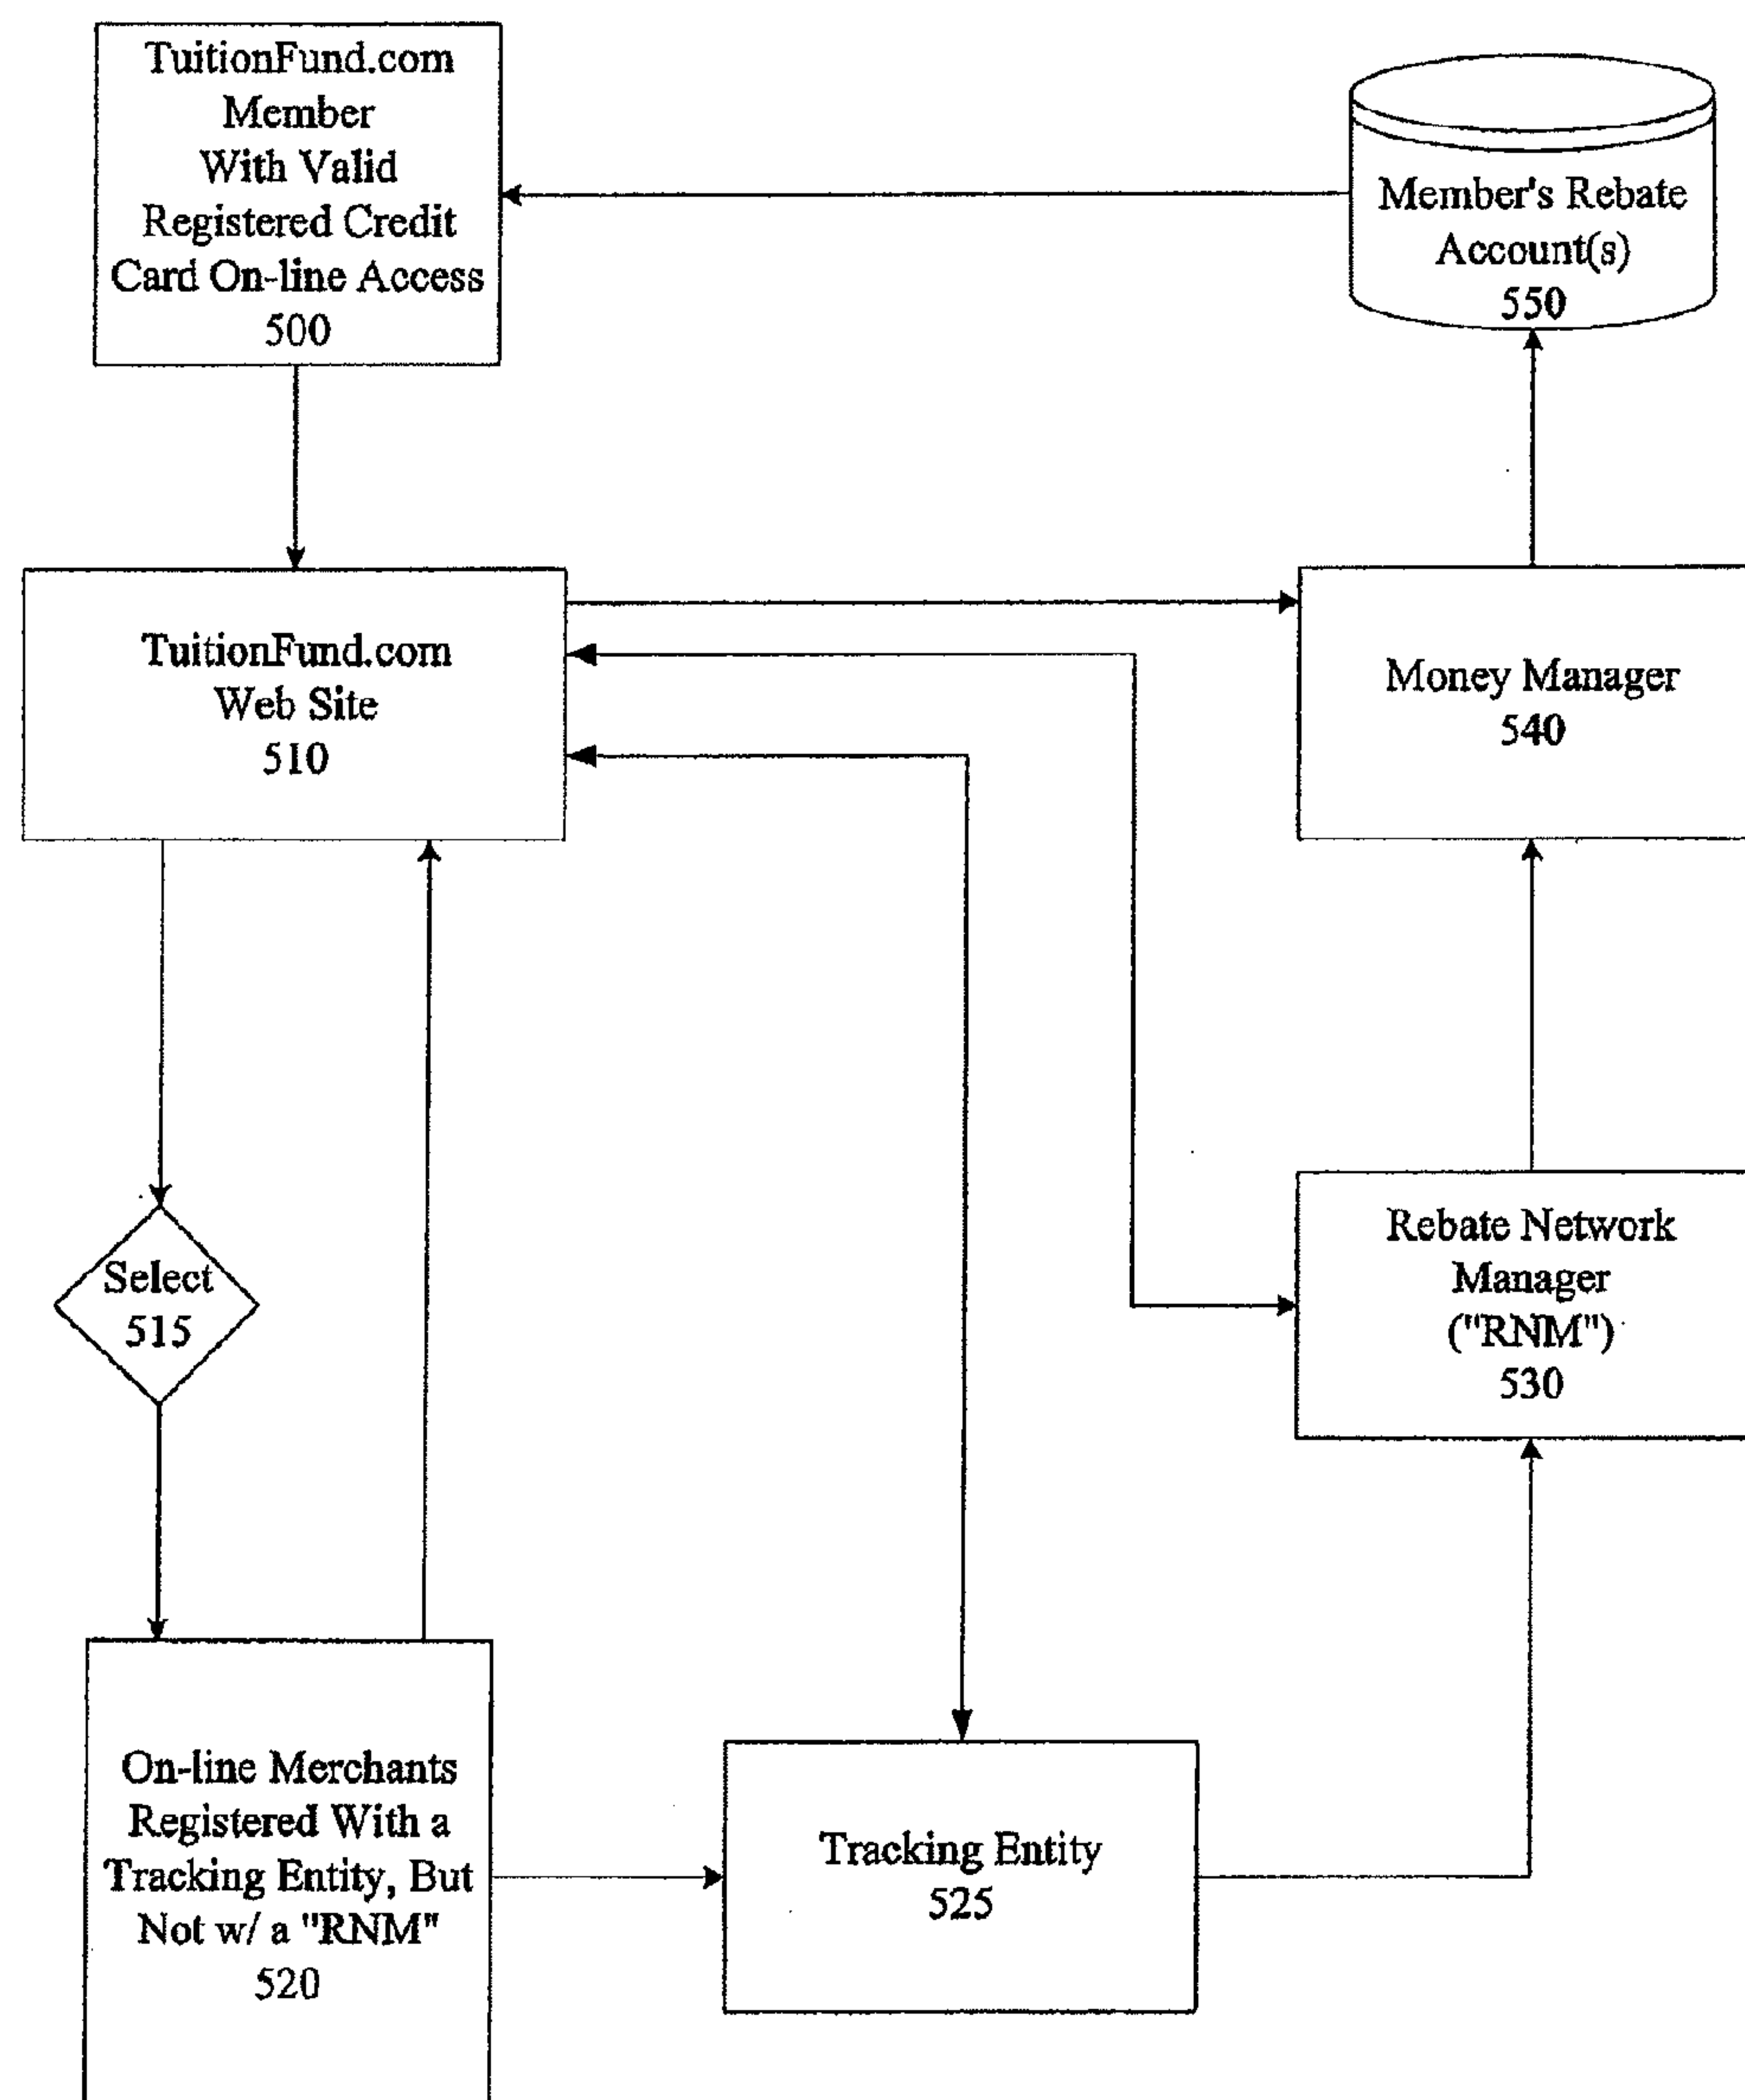 TuitionFund.com
Member
With Valid
Registered Credit
Card On-line Access
500
Member's Rebate
Account(s)
550
TuitionFund.com
Web Site
510
Money Manager
540
Select
515
Rebate Network
Manager
("RNM")
530
On-line Merchants
Registered With a
Tracking Entity, But
Not w/ a "RNM"
520
Tracking Entity
525